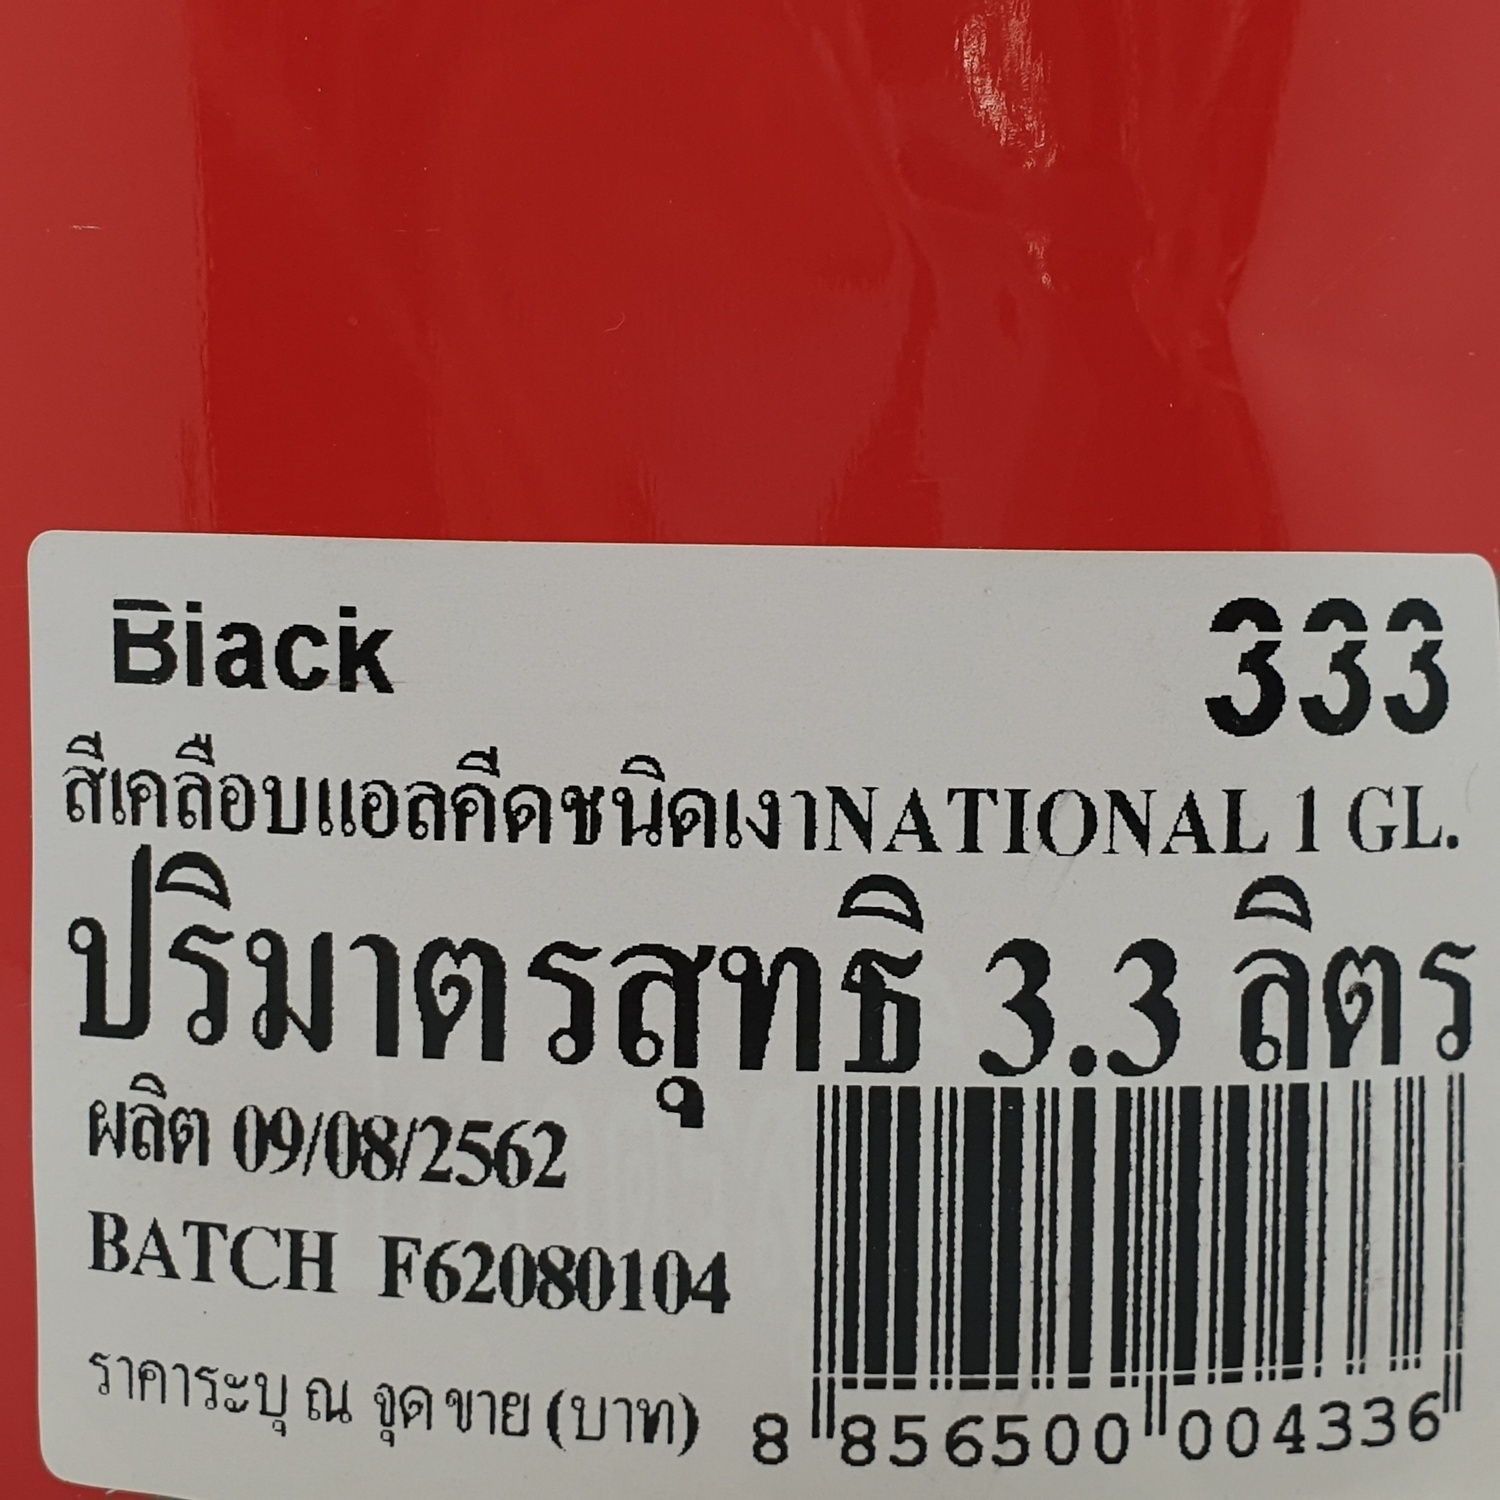 Black 333
สีเคลือบแอลคีดชนิดเงาNATIONAL 1 GL.
ปริมาตรสุทธิ 3.3 ลิตร
ผลิต 09/08/2562
BATCH F62080104
ราคาระบุ ณ จุดขาย (บาท)
8 856500 004336